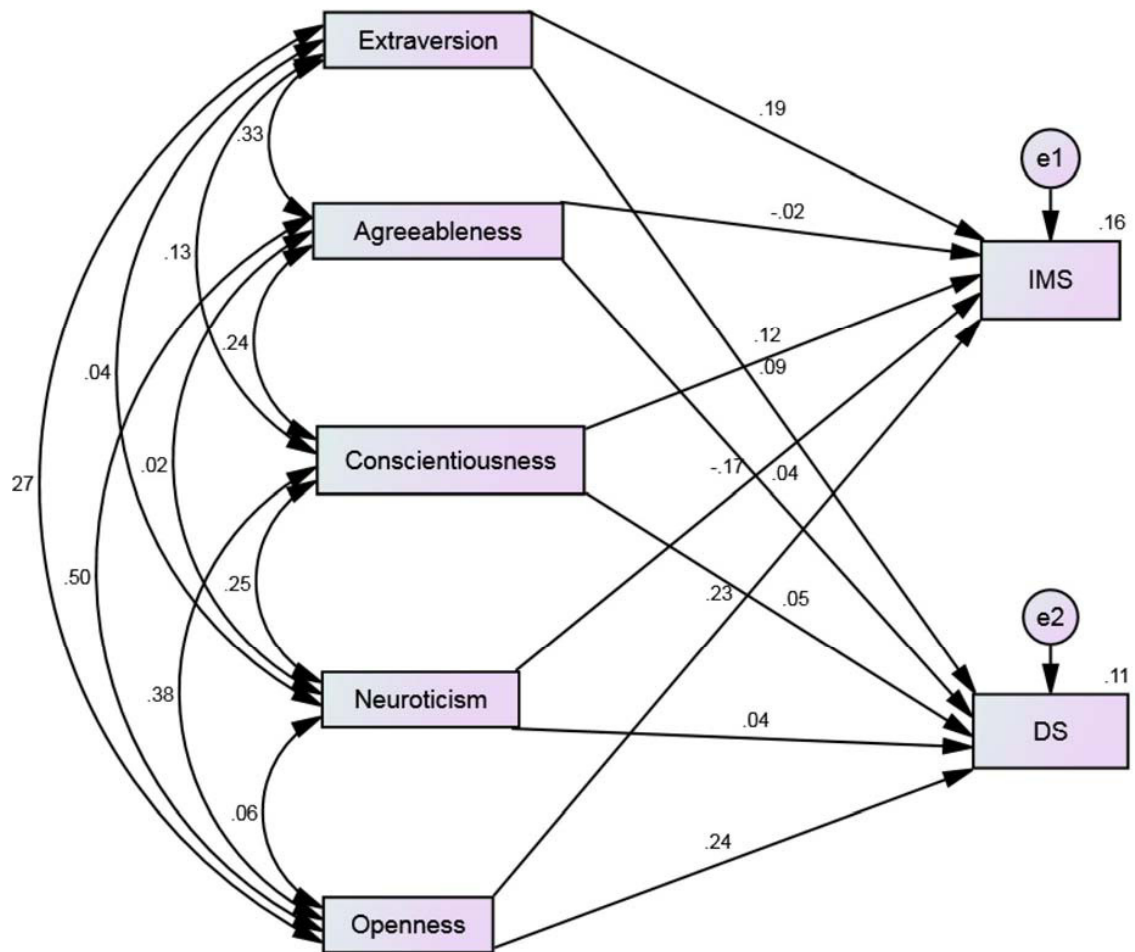 Extraversion
.19
.33
e1
Agreeableness
-.02
.16
.13
IMS
.24
.12
.04
.09
Conscientiousness
.02
-.17
.04
27
.50
.25
.23
.05
e2
.38
Neuroticism
.04
.11
DS
.06
.24
Openness